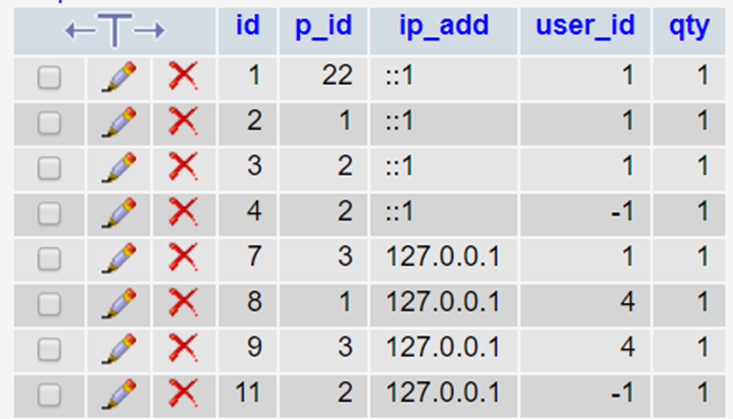 id p_id ip_add user_id qty
1 22 ::1 1 1
2 1 ::1 1 1
3 2 ::1 1 1
4 2 ::1 -1 1
7 3 127.0.0.1 1 1
8 1 127.0.0.1 4 1
9 3 127.0.0.1 4 1
11 2 127.0.0.1 -1 1